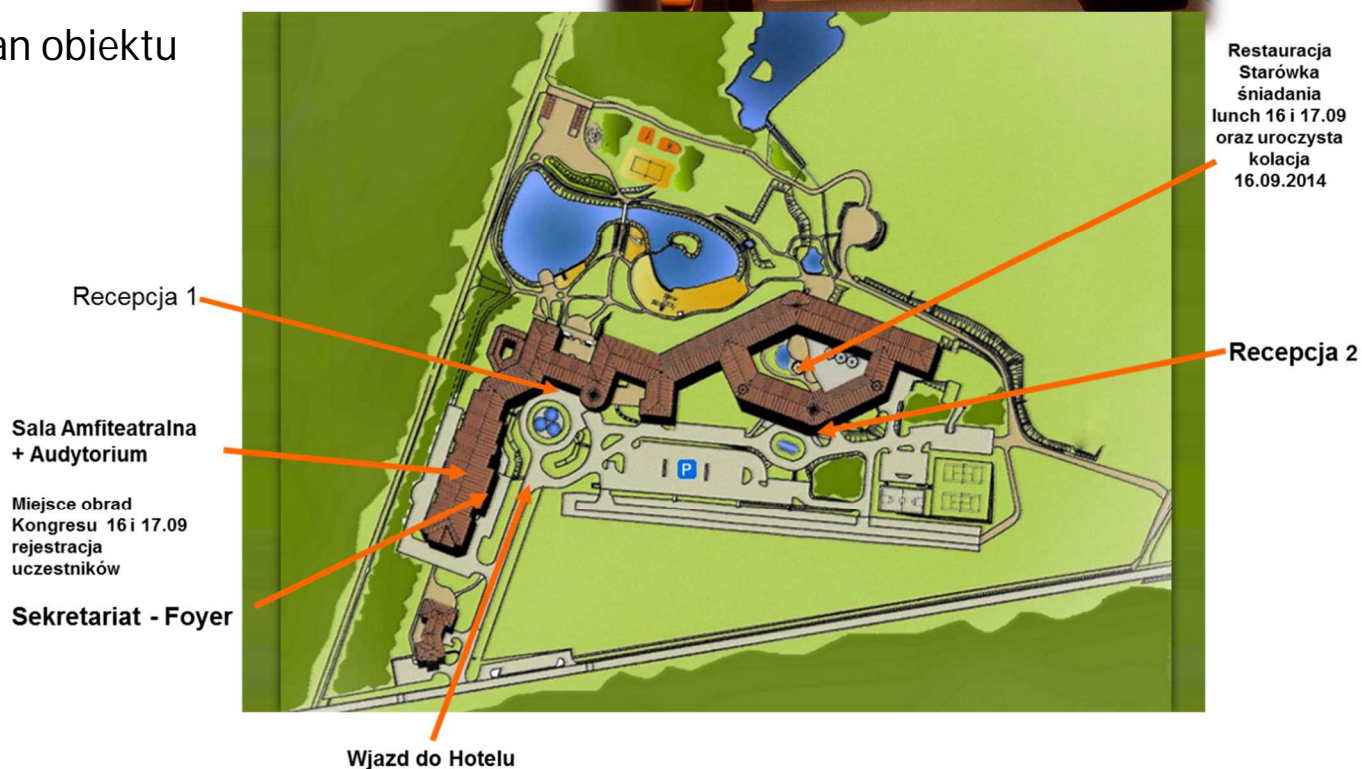 an obiektu
Restauracja
Starówka
śniadania
lunch 16 i 17.09
oraz uroczysta
kolacja
16.09.2014
Recepcja 1
Recepcja 2
Sala Amfiteatralna
+ Audytorium
P
Miejsce obrad
Kongresu 16 i 17.09
rejestracja
uczestników
Sekretariat - Foyer
Wjazd do Hotelu